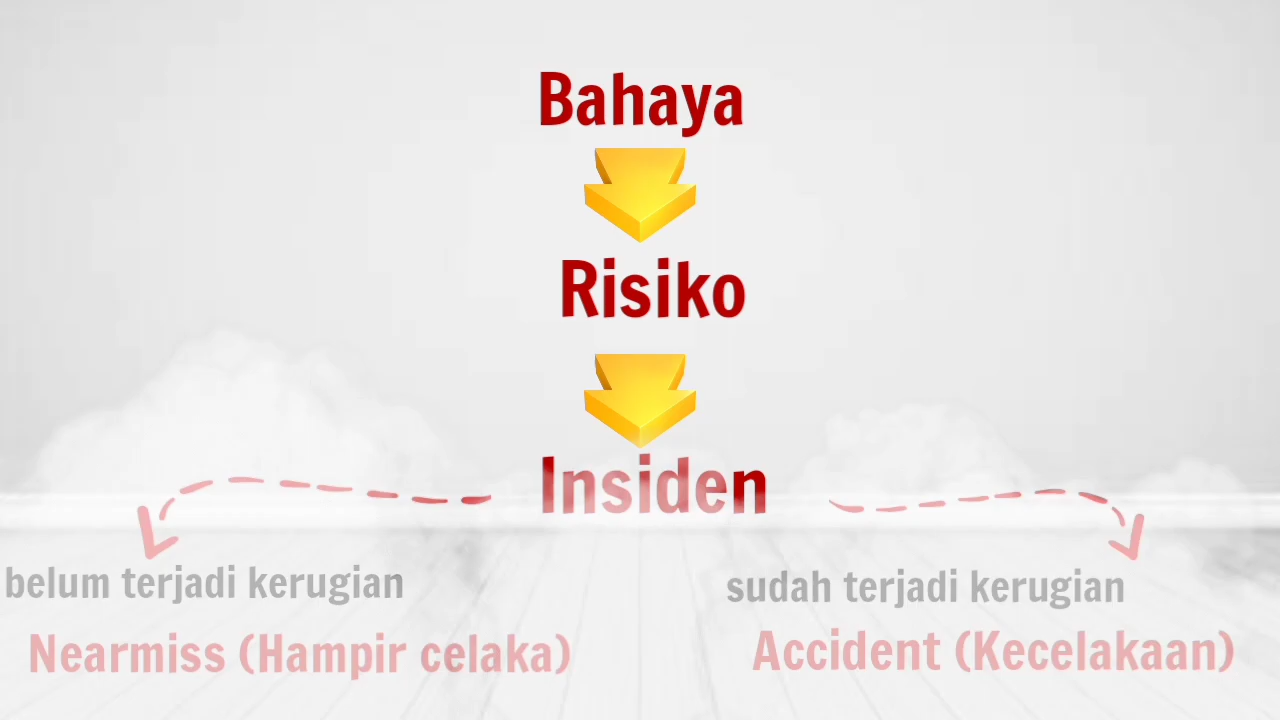 Bahaya
Risiko
Insiden
belum terjadi kerugian
sudah terjadi kerugian
Nearmiss (Hampir celaka)
Accident (Kecelakaan)